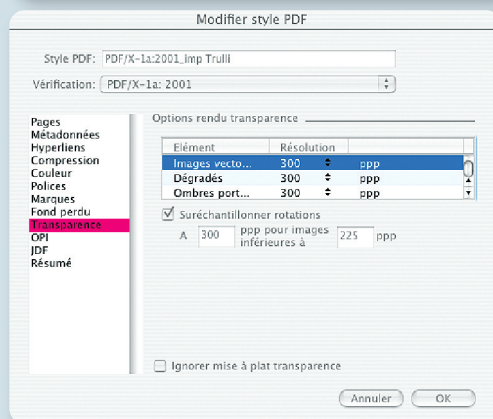 Modifier style PDF
Style PDF: PDF/X-1a:2001_imp Trulli
Vérification: PDF/X-1a: 2001
Pages
Métadonnées
Hyperliens
Compression
Couleur
Polices
Marques
Fond perdu
Transparence
OPI
JDF
Résumé
Options rendu transparence
Elément Résolution
Images vecto... 300 ppp
Dégradés 300
Ombres port... 300 ppp
Suréchantillonner rotations
A 300 ppp pour images inférieures à 225 ppp
Ignorer mise à plat transparence
Annuler OK